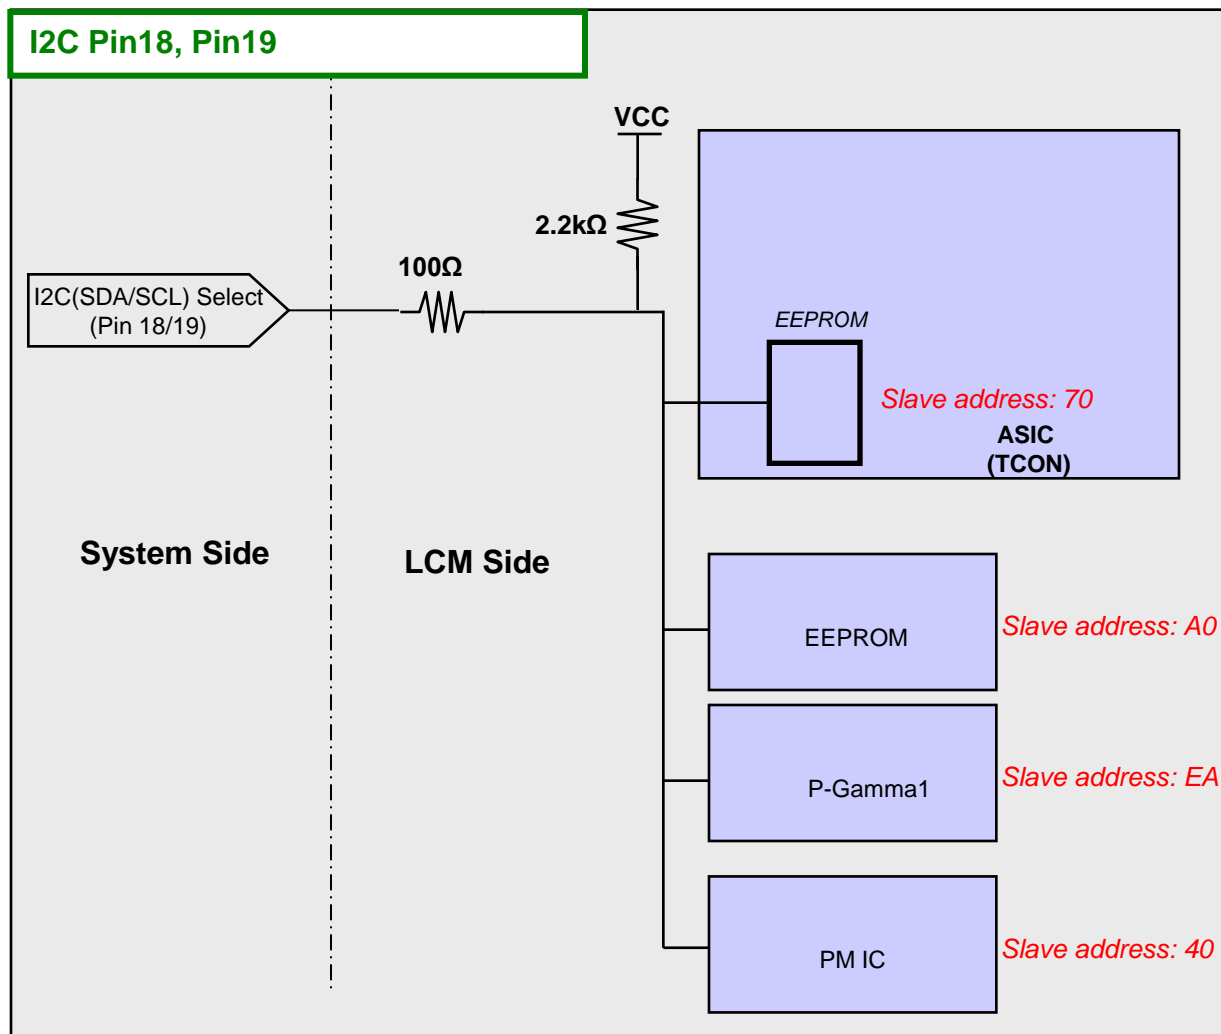 I2C Pin18, Pin19
VCC
2.2kΩ
100Ω
I2C(SDA/SCL) Select
(Pin 18/19)
EEPROM
Slave address: 70
ASIC
(TCON)
System Side
LCM Side
EEPROM
Slave address: A0
P-Gamma1
Slave address: EA
PM IC
Slave address: 40